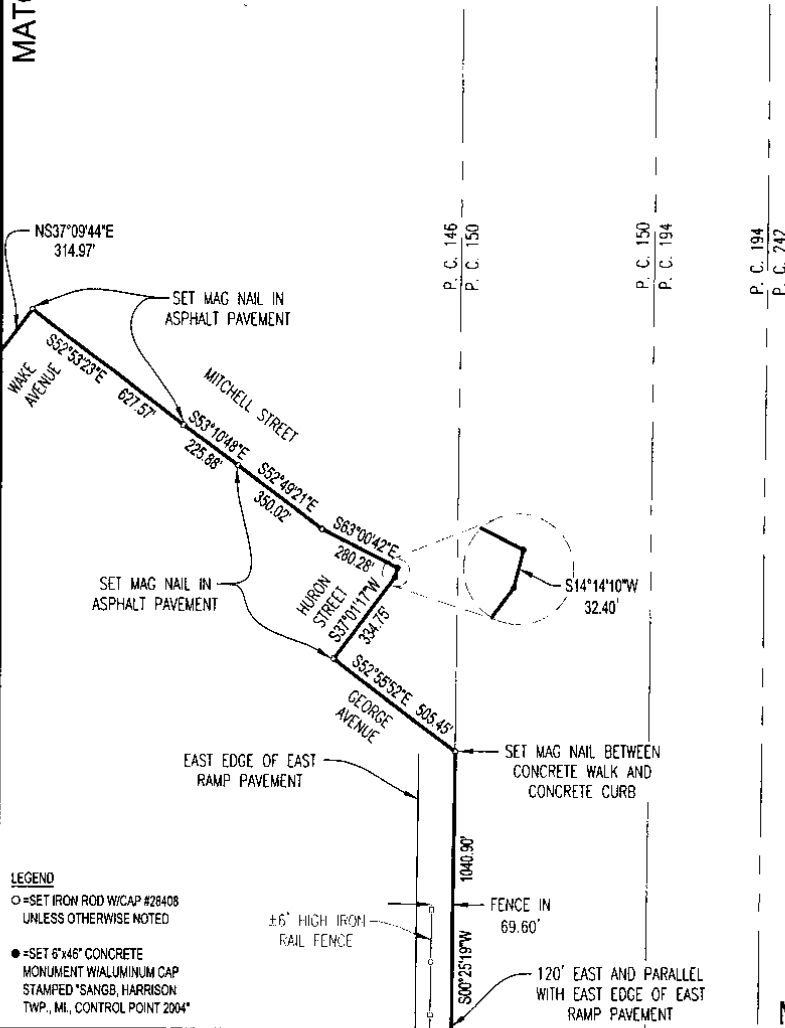 MATC
NS37°09'44"E
314.97'
SET MAG NAIL IN
ASPHALT PAVEMENT
P. C. 146
P. C. 150
P. C. 150
P. C. 194
P. C. 194
P. C. 242
WAKE
AVENUE
S52°53'23"E
627.57'
MITCHELL STREET
S53°10'48"E
225.88'
S52°49'21"E
350.02'
S63°00'42"E
280.28'
SET MAG NAIL IN
ASPHALT PAVEMENT
HURON
STREET
S37°01'17"W
334.75'
S14°14'10"W
32.40'
S52°55'52"E 505.45'
GEORGE
AVENUE
EAST EDGE OF EAST
RAMP PAVEMENT
SET MAG NAIL BETWEEN
CONCRETE WALK AND
CONCRETE CURB
1040.90'
S00°25'19"W
LEGEND
○ =SET IRON ROD W/CAP #28408
UNLESS OTHERWISE NOTED
● =SET 6"x46" CONCRETE
MONUMENT W/ALUMINUM CAP
STAMPED "SANGB, HARRISON
TWP., MI., CONTROL POINT 2004"
±6' HIGH IRON
RAIL FENCE
FENCE IN
69.60'
120' EAST AND PARALLEL
WITH EAST EDGE OF EAST
RAMP PAVEMENT